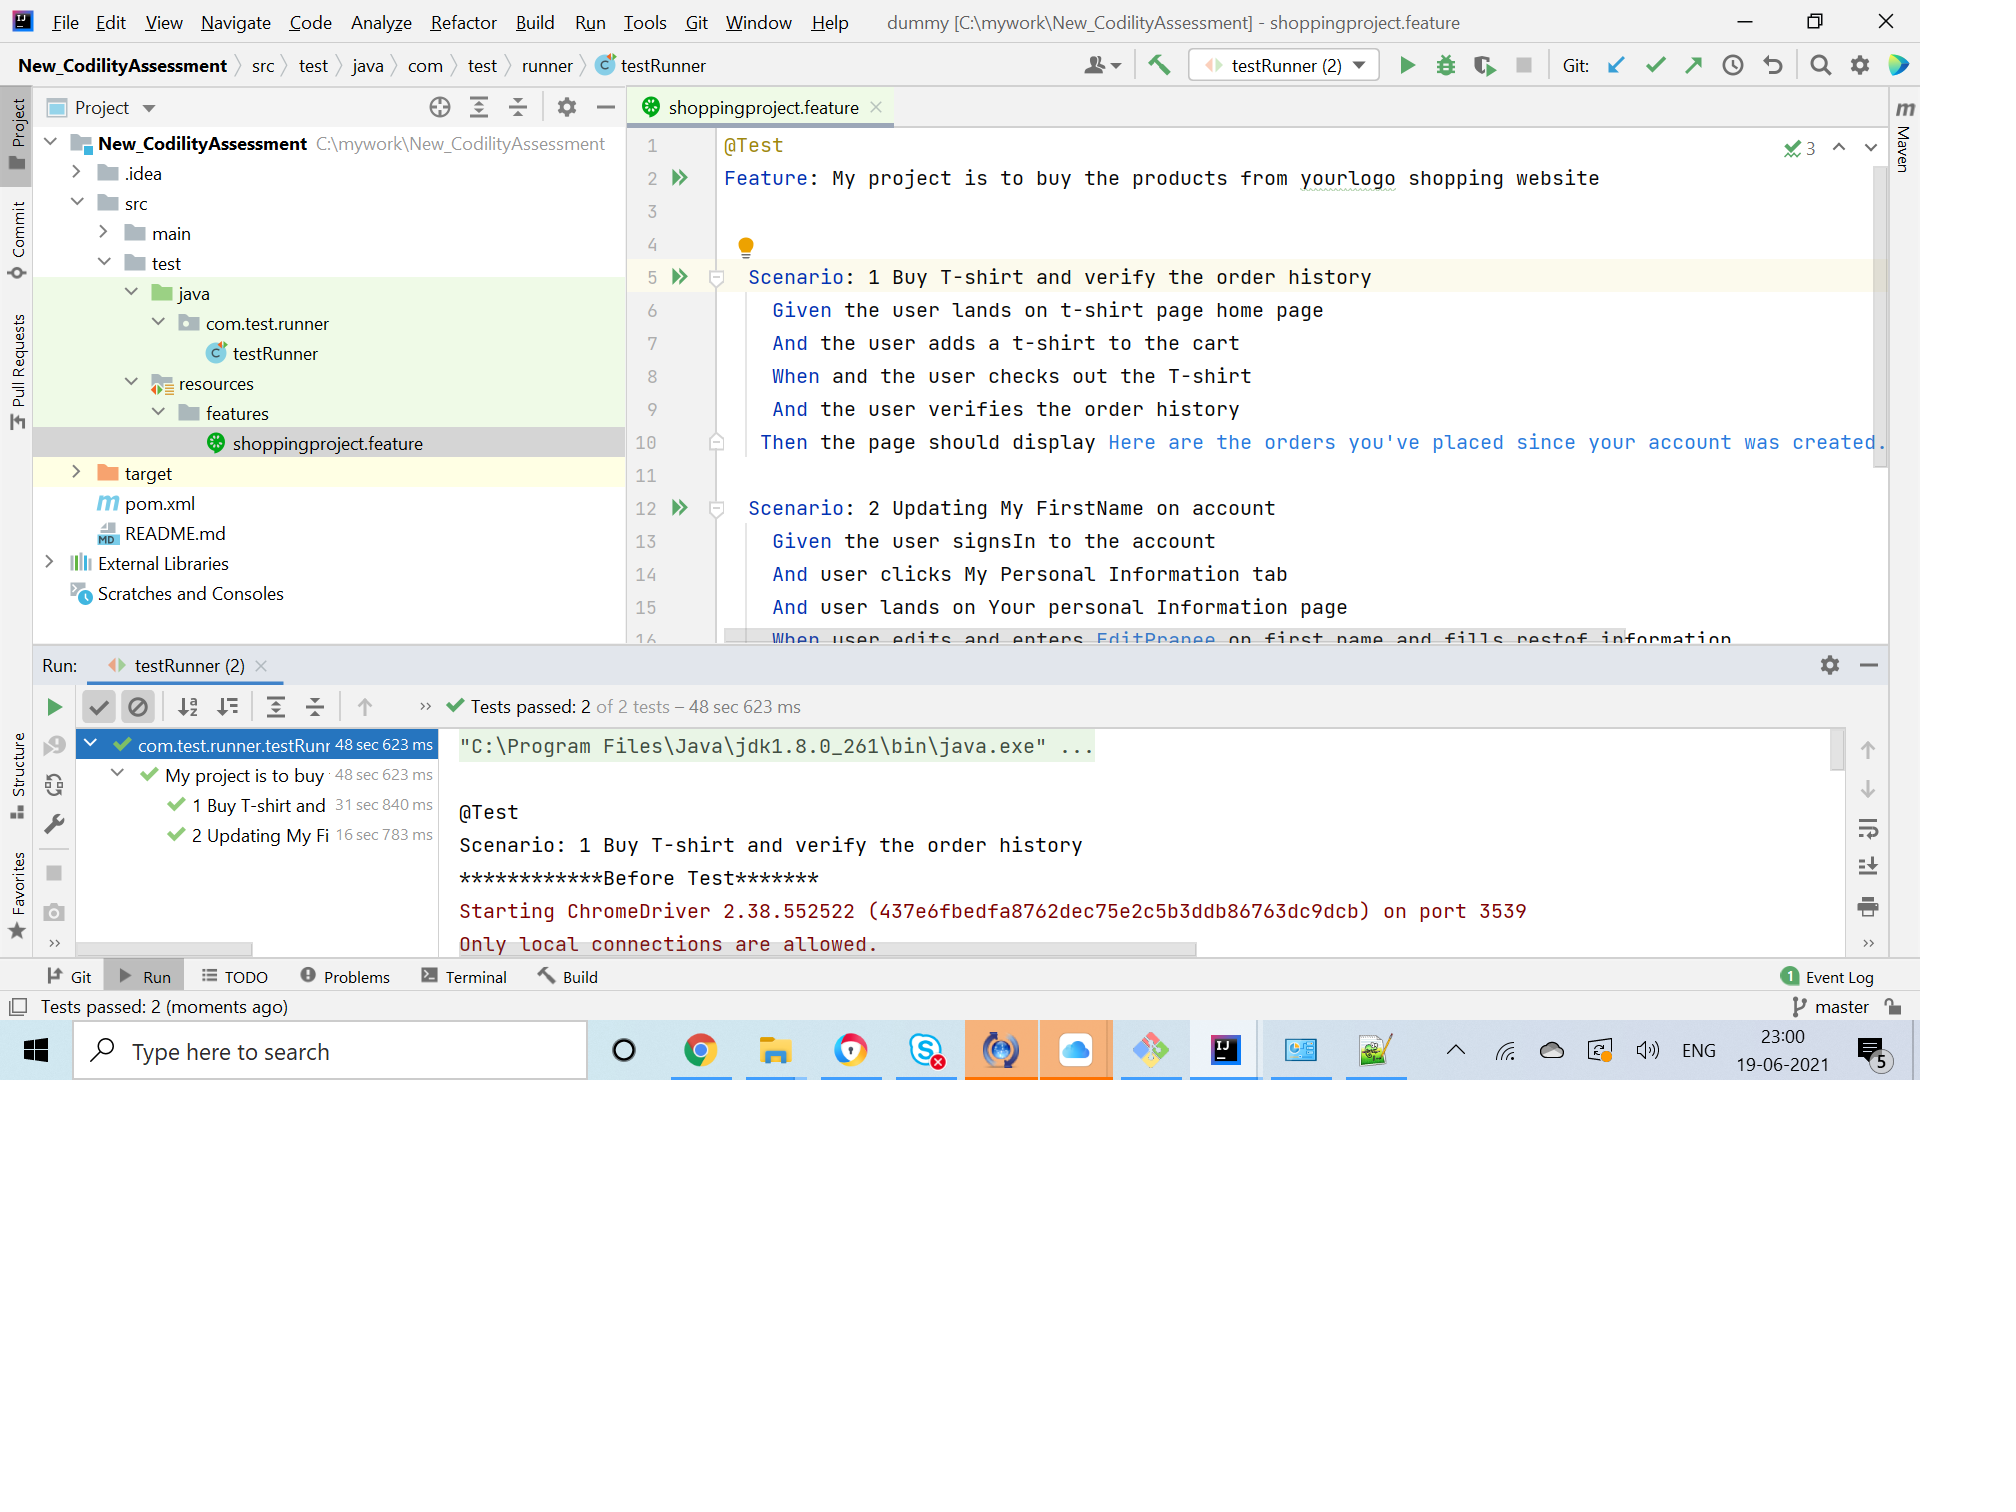 File Edit View Navigate Code Analyze Refactor Build Run Tools Git Window Help dummy [C:\mywork\New_CodilityAssessment] - shoppingproject.feature
New_CodilityAssessment src test java com test runner testRunner testRunner (2) Git:
Project
shoppingproject.feature
New_CodilityAssessment C:\mywork\New_CodilityAssessment
.idea
src
main
test
java
com.test.runner
testRunner
resources
features
shoppingproject.feature
target
pom.xml
README.md
External Libraries
Scratches and Consoles
Project
Commit
Pull Requests
Structure
Favorites
Maven
3
1 @Test
2 Feature: My project is to buy the products from yourlogo shopping website
3
4
5 Scenario: 1 Buy T-shirt and verify the order history
6 Given the user lands on t-shirt page home page
7 And the user adds a t-shirt to the cart
8 When and the user checks out the T-shirt
9 And the user verifies the order history
10 Then the page should display Here are the orders you've placed since your account was created.
11
12 Scenario: 2 Updating My FirstName on account
13 Given the user signsIn to the account
14 And user clicks My Personal Information tab
15 And user lands on Your personal Information page
16 When user edits and enters EditPranee on first name and fills restof information
Run: testRunner (2)
Tests passed: 2 of 2 tests – 48 sec 623 ms
com.test.runner.testRunr 48 sec 623 ms
My project is to buy 48 sec 623 ms
1 Buy T-shirt and 31 sec 840 ms
2 Updating My Fi 16 sec 783 ms
"C:\Program Files\Java\jdk1.8.0_261\bin\java.exe" ...
@Test
Scenario: 1 Buy T-shirt and verify the order history
************Before Test*******
Starting ChromeDriver 2.38.552522 (437e6fbedfa8762dec75e2c5b3ddb86763dc9dcb) on port 3539
Only local connections are allowed.
Git Run TODO Problems Terminal Build 1 Event Log
Tests passed: 2 (moments ago) master
Type here to search
ENG
23:00
19-06-2021
5